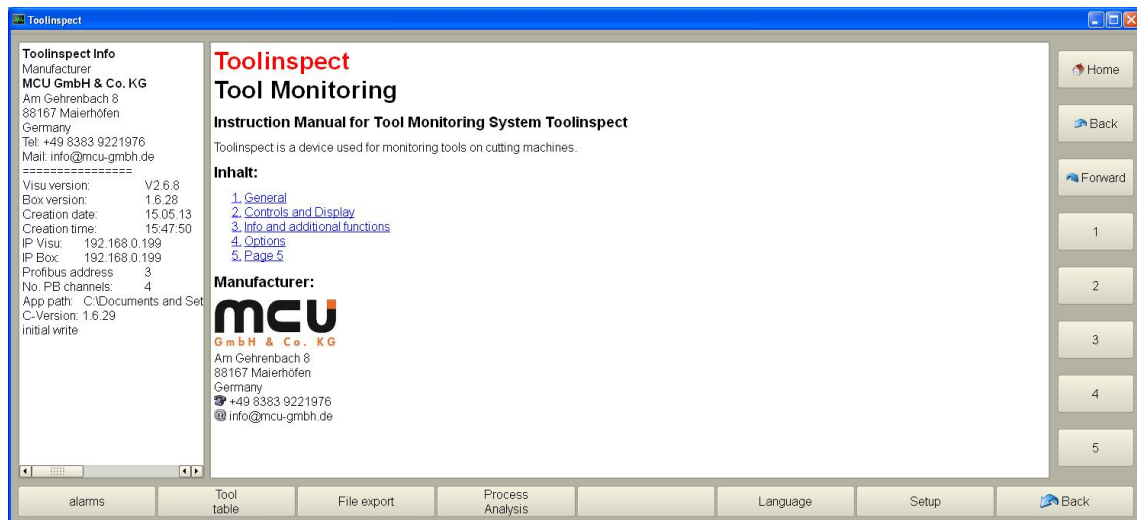 Toolinspect
Toolinspect Info
Manufacturer
MCU GmbH & Co. KG
Am Gehrenbach 8
88167 Maierhöfen
Germany
Tel: +49 8383 9221976
Mail: info@mcu-gmbh.de
================
Visu version: V2.6.8
Box version: 1.6.28
Creation date: 15.05.13
Creation time: 15:47:50
IP Visu: 192.168.0.199
IP Box: 192.168.0.199
Profibus address 3
No. PB channels: 4
App path: C:\Documents and Set
C-Version: 1.6.29
initial write
Toolinspect
Tool Monitoring
Instruction Manual for Tool Monitoring System Toolinspect
Toolinspect is a device used for monitoring tools on cutting machines.
Inhalt:
1. General
2. Controls and Display
3. Info and additional functions
4. Options
5. Page 5
Manufacturer:
mcu
GmbH & Co. KG
Am Gehrenbach 8
88167 Maierhöfen
Germany
+49 8383 9221976
info@mcu-gmbh.de
Home
Back
Forward
1
2
3
4
5
alarms
Tool
table
File export
Process
Analysis
Language
Setup
Back